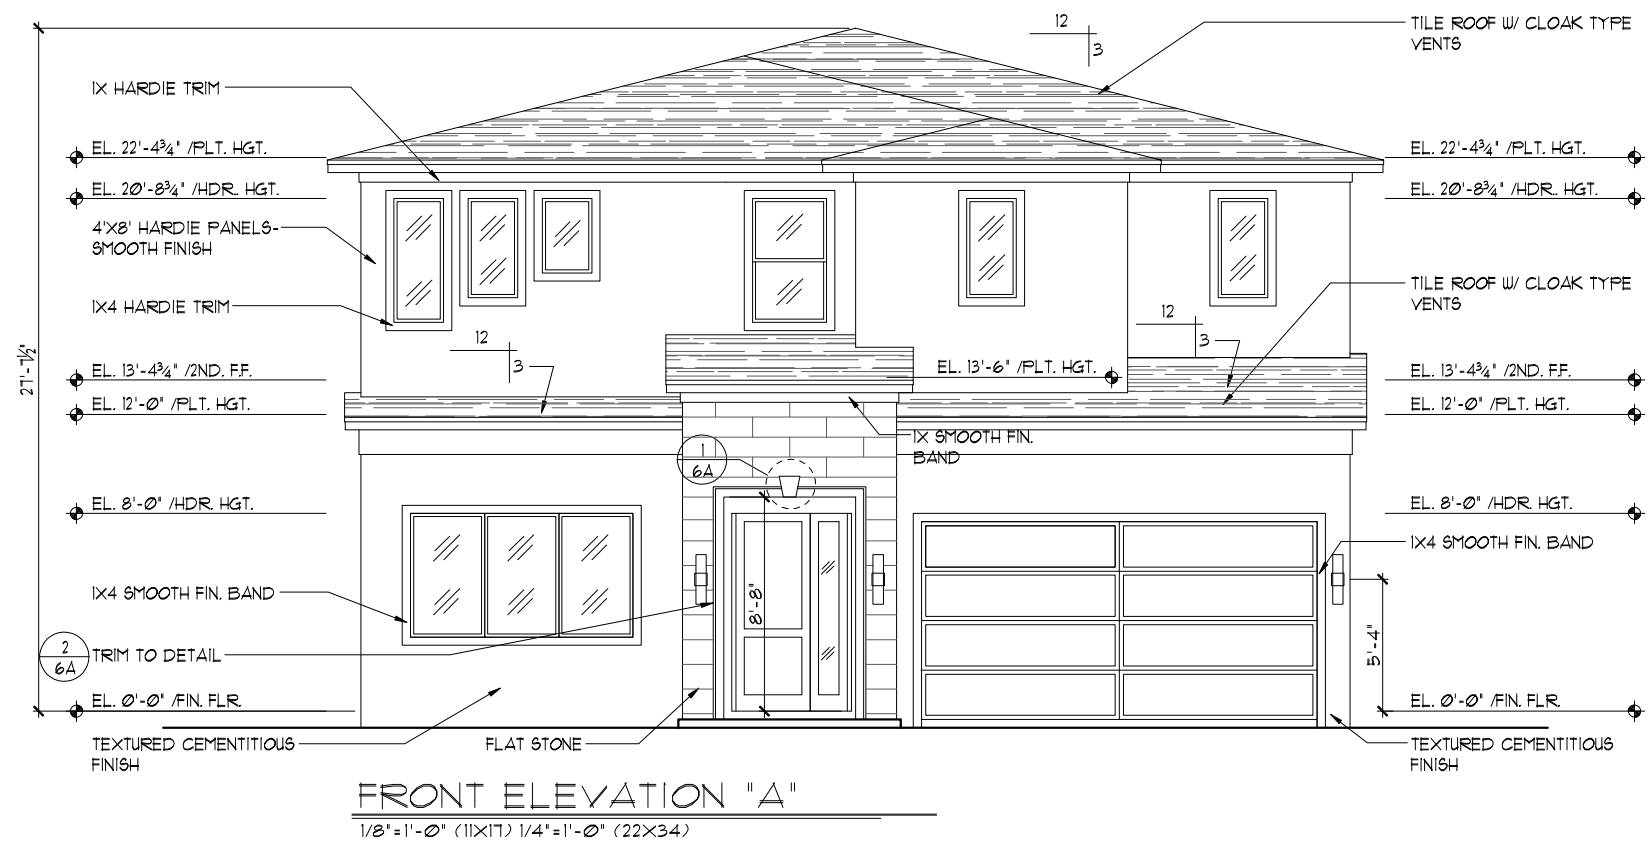 12
3
TILE ROOF W/ CLOAK TYPE
VENTS
1X HARDIE TRIM
EL. 22'-4¾" /PLT. HGT.
EL. 22'-4¾" /PLT. HGT.
EL. 20'-8¾" /HDR. HGT.
EL. 20'-8¾" /HDR. HGT.
4'X8' HARDIE PANELS-
SMOOTH FINISH
TILE ROOF W/ CLOAK TYPE
VENTS
1X4 HARDIE TRIM
12
3
12
3
27'-7½"
EL. 13'-4¾" /2ND. F.F.
EL. 13'-6" /PLT. HGT.
EL. 13'-4¾" /2ND. F.F.
EL. 12'-0" /PLT. HGT.
EL. 12'-0" /PLT. HGT.
1X SMOOTH FIN.
BAND
1
6A
EL. 8'-0" /HDR. HGT.
EL. 8'-0" /HDR. HGT.
1X4 SMOOTH FIN. BAND
1X4 SMOOTH FIN. BAND
8'-8"
5'-4"
2
6A
TRIM TO DETAIL
EL. 0'-0" /FIN. FLR.
EL. 0'-0" /FIN. FLR.
TEXTURED CEMENTITIOUS
FINISH
FLAT STONE
TEXTURED CEMENTITIOUS
FINISH
FRONT ELEVATION "A"
1/8"=1'-0" (11X17) 1/4"=1'-0" (22X34)